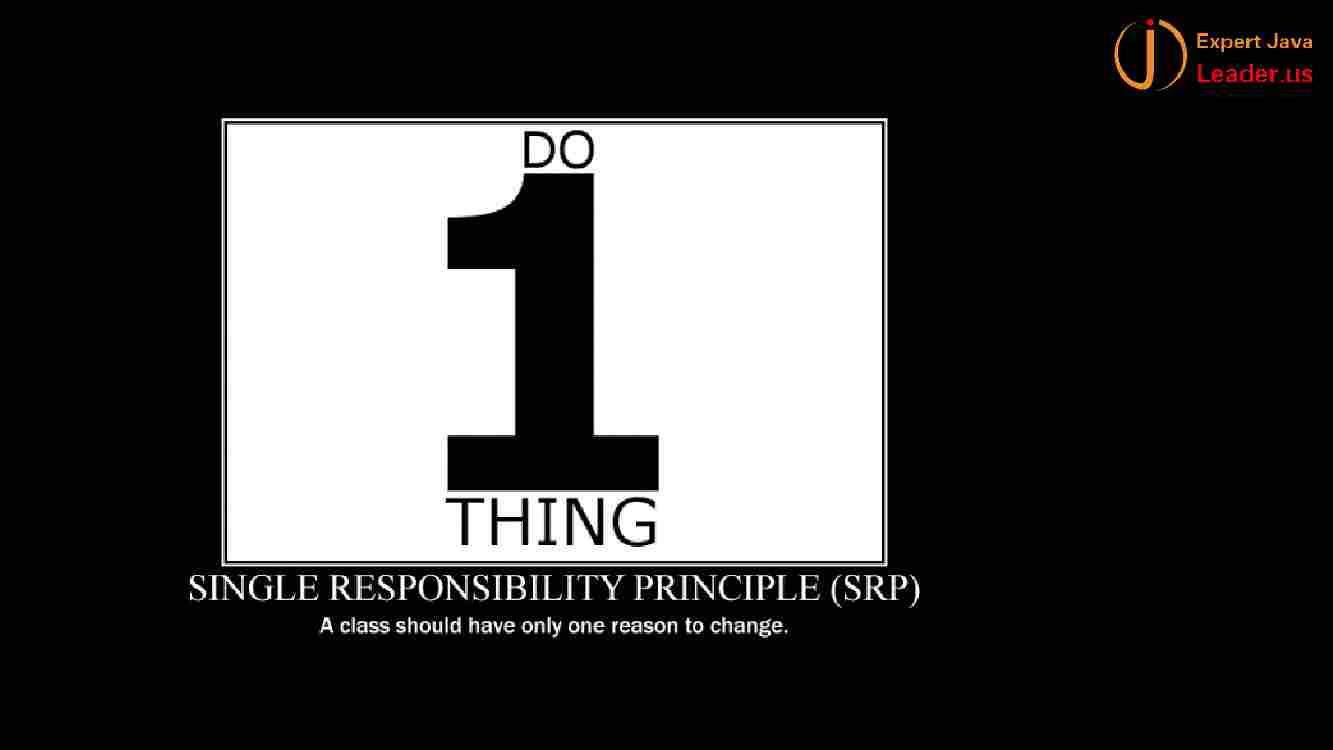 Expert Java
Leader.us
DO
1
THING
SINGLE RESPONSIBILITY PRINCIPLE (SRP)
A class should have only one reason to change.